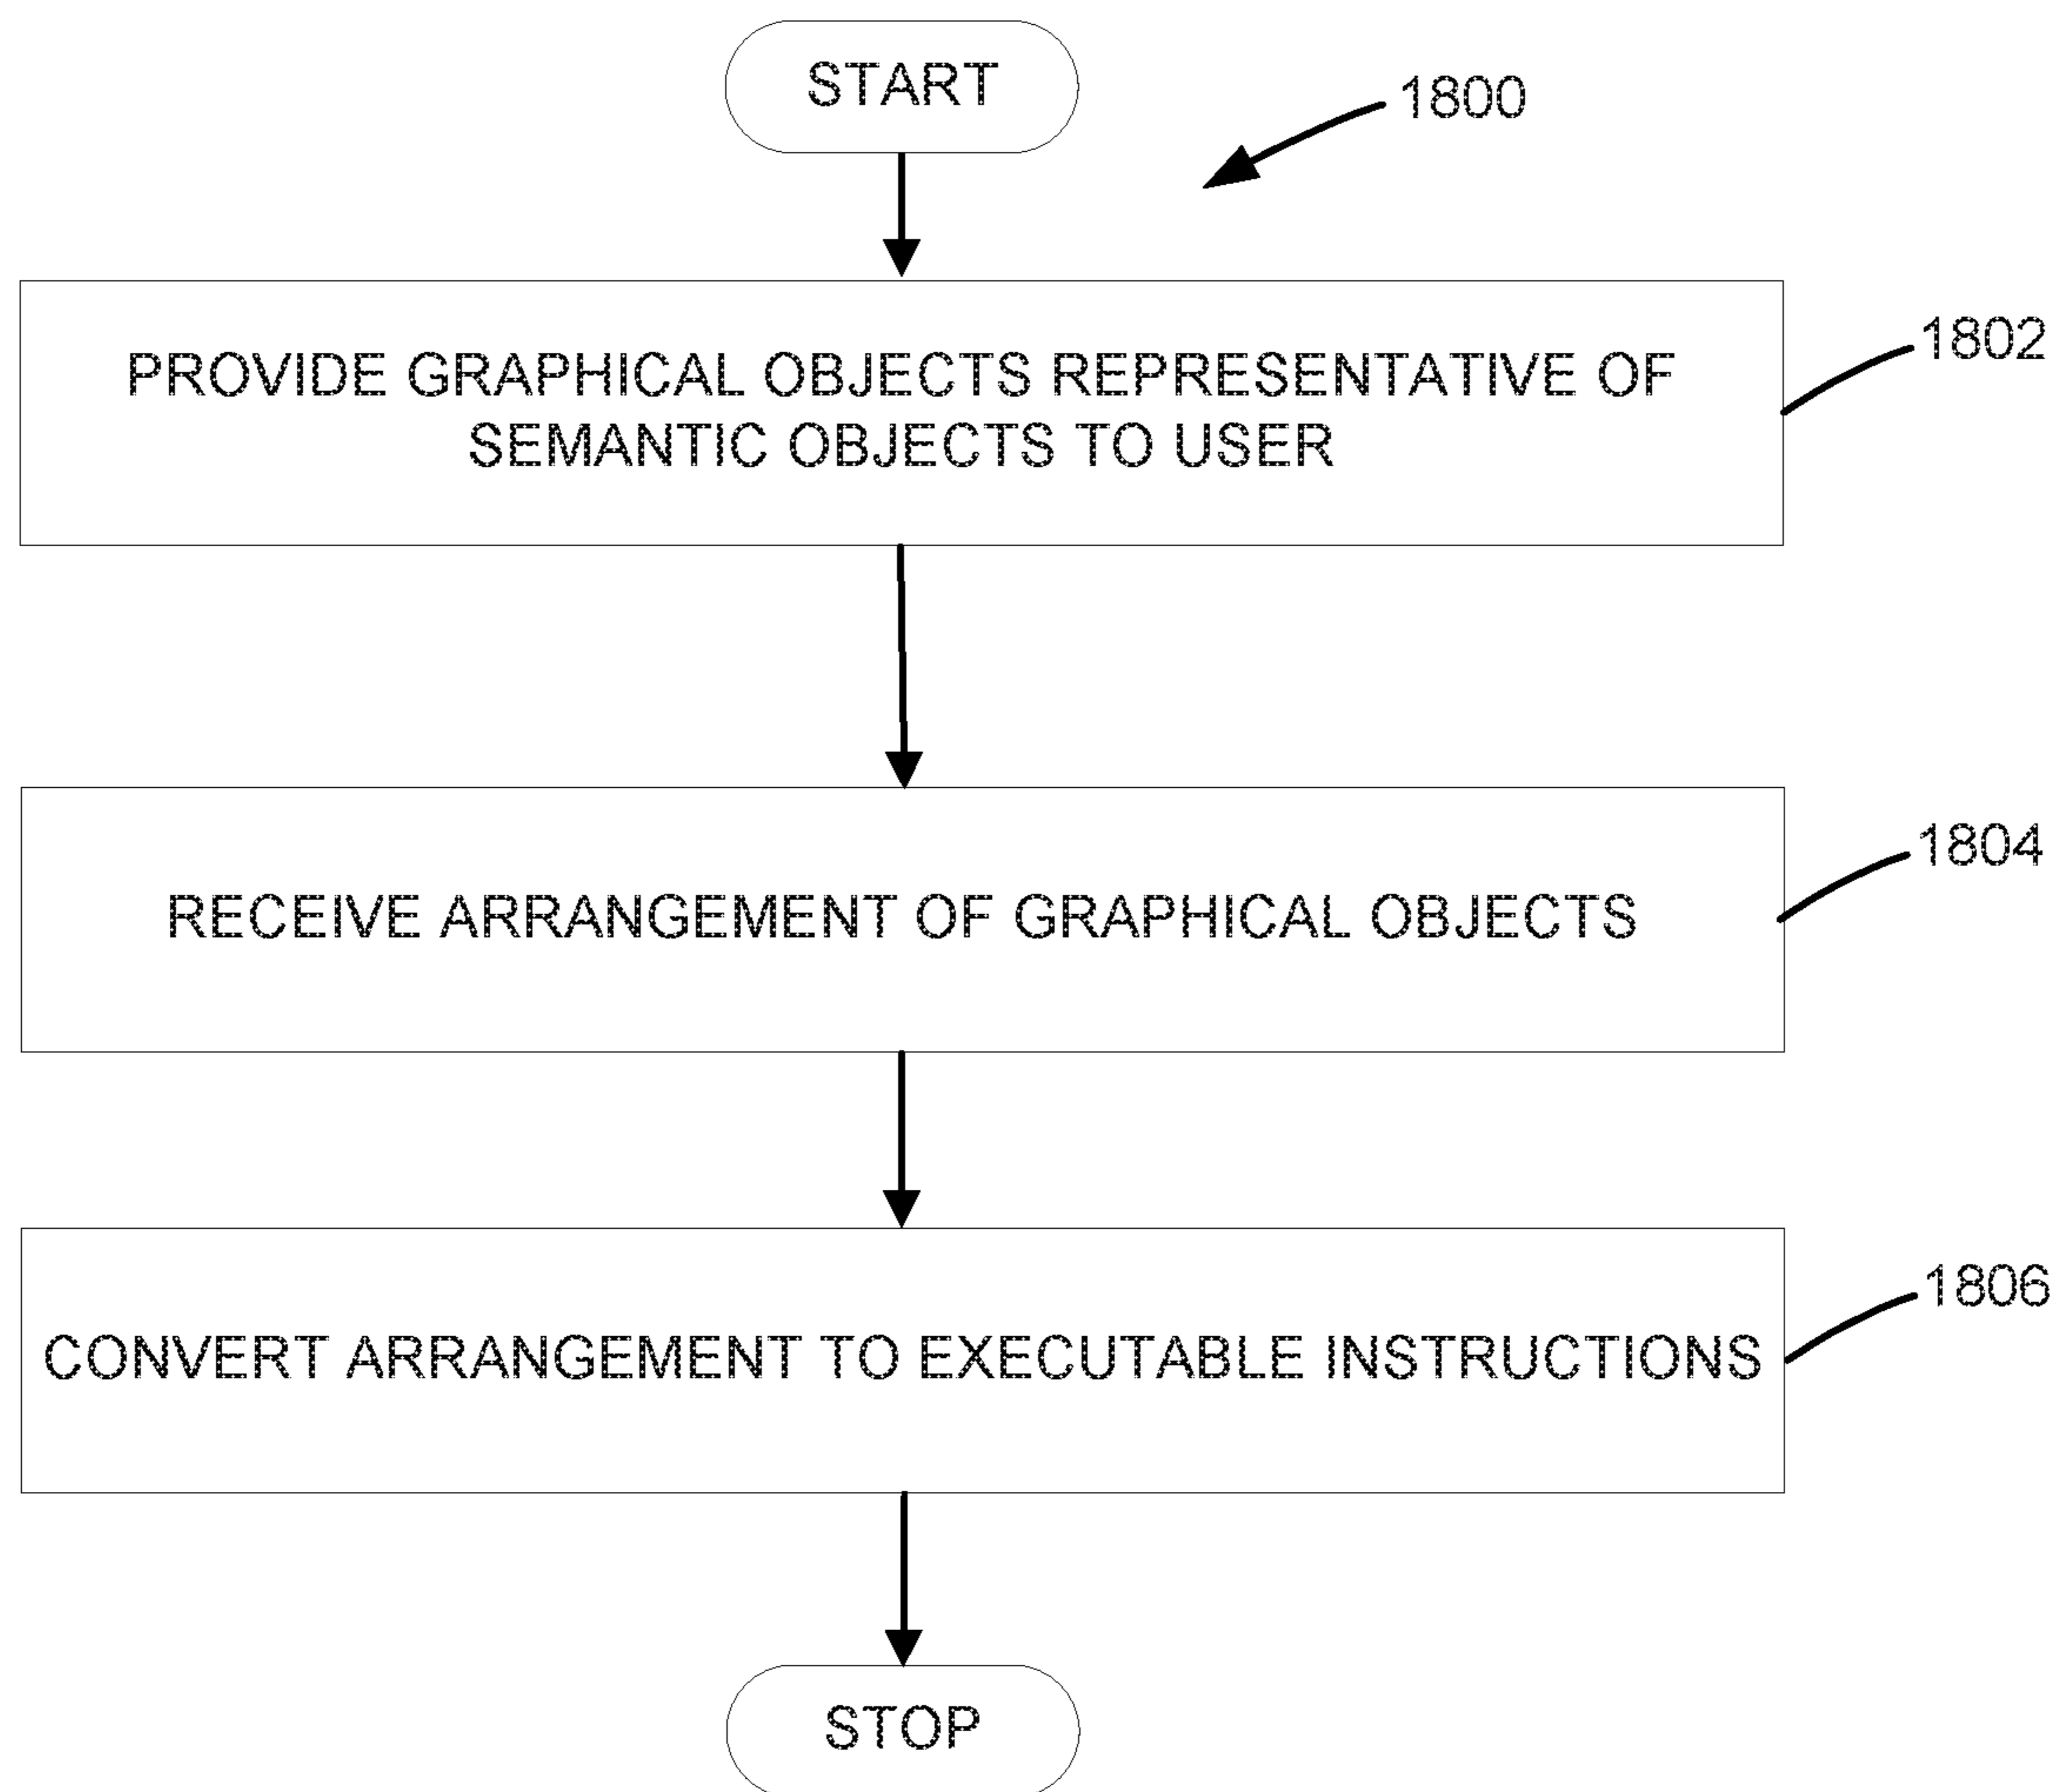 START
1800
PROVIDE GRAPHICAL OBJECTS REPRESENTATIVE OF
SEMANTIC OBJECTS TO USER
1802
RECEIVE ARRANGEMENT OF GRAPHICAL OBJECTS
1804
CONVERT ARRANGEMENT TO EXECUTABLE INSTRUCTIONS
1806
STOP